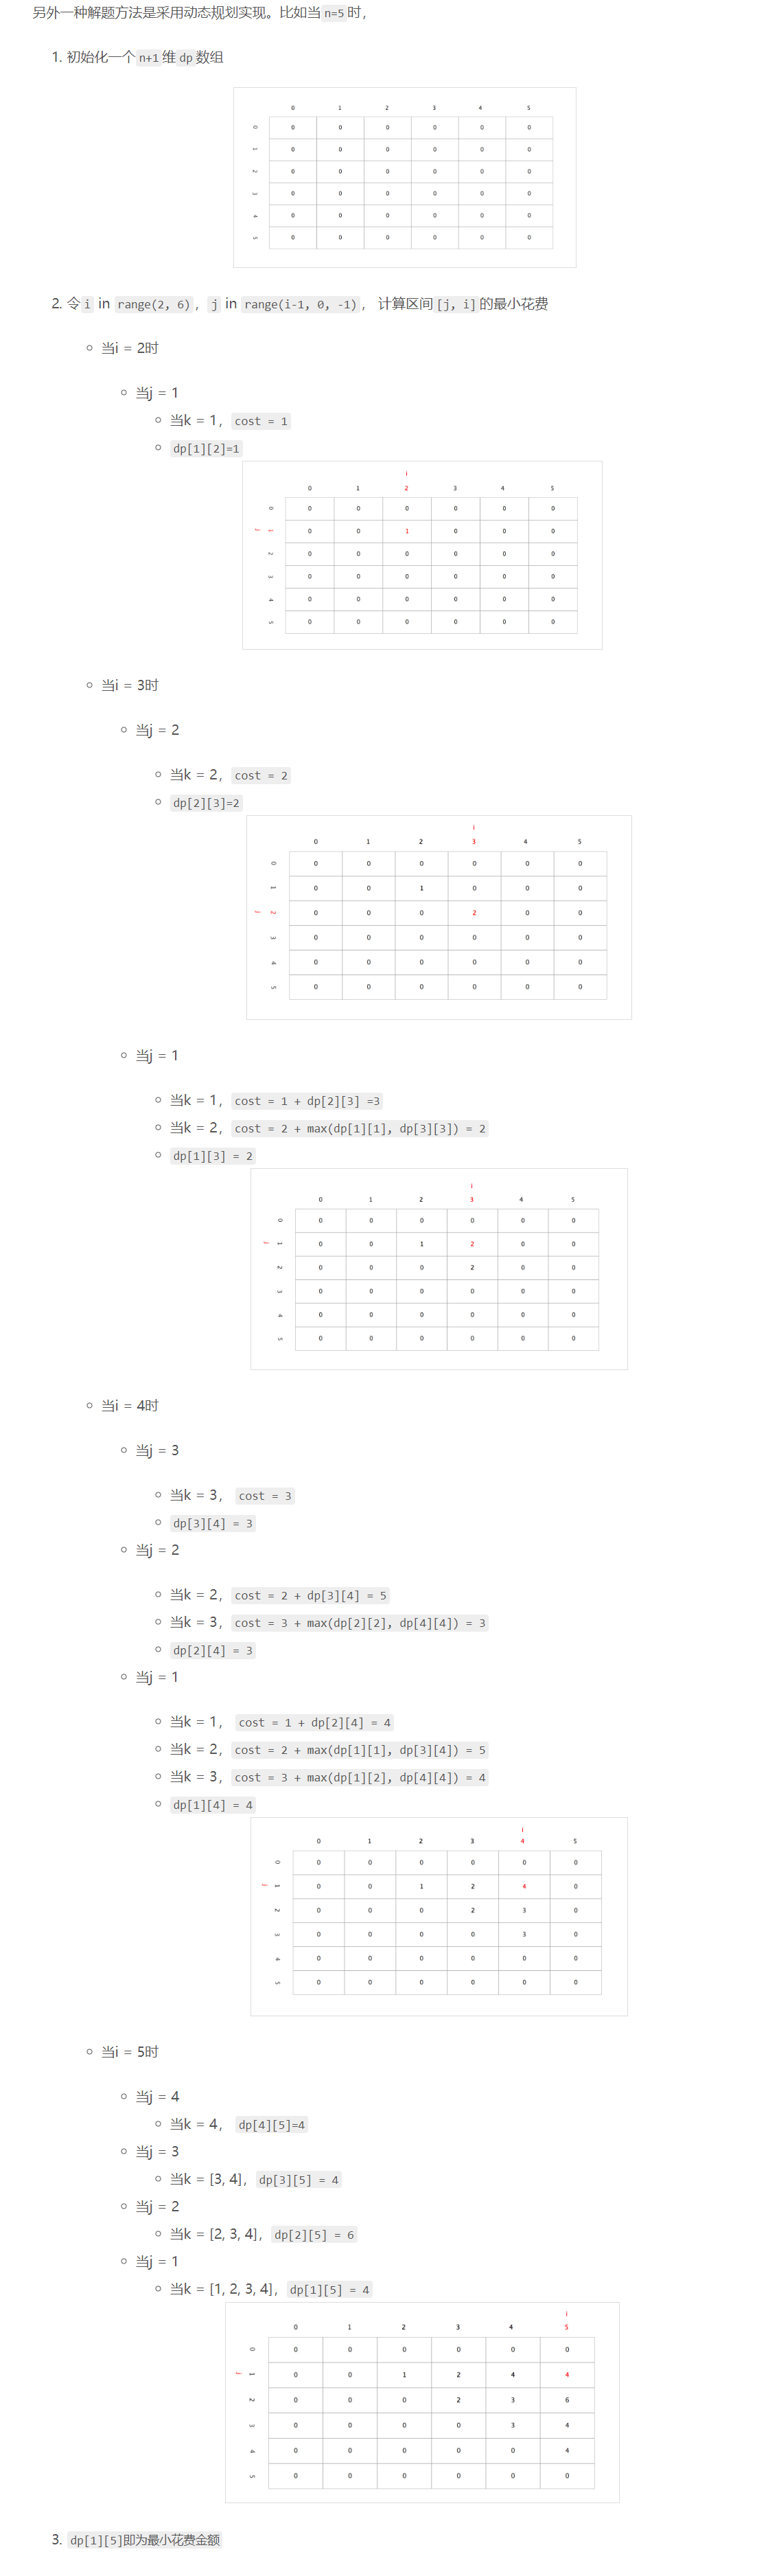 另外一种解题方法是采用动态规划实现。比如当n=5时，
1. 初始化一个n+1维dp数组
0 1 2 3 4 5
0 0 0 0 0 0 0
1 0 0 0 0 0 0
2 0 0 0 0 0 0
3 0 0 0 0 0 0
4 0 0 0 0 0 0
5 0 0 0 0 0 0
2. 令i in range(2, 6)，j in range(i-1, 0, -1)， 计算区间[j, i]的最小花费
当i = 2时
当j = 1
当k = 1，cost = 1
dp[1][2]=1
i
0 1 2 3 4 5
0 0 0 0 0 0 0
j 1 0 0 1 0 0 0
2 0 0 0 0 0 0
3 0 0 0 0 0 0
4 0 0 0 0 0 0
5 0 0 0 0 0 0
当i = 3时
当j = 2
当k = 2，cost = 2
dp[2][3]=2
i
0 1 2 3 4 5
0 0 0 0 0 0 0
1 0 0 1 0 0 0
j 2 0 0 0 2 0 0
3 0 0 0 0 0 0
4 0 0 0 0 0 0
5 0 0 0 0 0 0
当j = 1
当k = 1，cost = 1 + dp[2][3] =3
当k = 2，cost = 2 + max(dp[1][1], dp[3][3]) = 2
dp[1][3] = 2
i
0 1 2 3 4 5
0 0 0 0 0 0 0
j 1 0 0 1 2 0 0
2 0 0 0 2 0 0
3 0 0 0 0 0 0
4 0 0 0 0 0 0
5 0 0 0 0 0 0
当i = 4时
当j = 3
当k = 3， cost = 3
dp[3][4] = 3
当j = 2
当k = 2，cost = 2 + dp[3][4] = 5
当k = 3，cost = 3 + max(dp[2][2], dp[4][4]) = 3
dp[2][4] = 3
当j = 1
当k = 1， cost = 1 + dp[2][4] = 4
当k = 2，cost = 2 + max(dp[1][1], dp[3][4]) = 5
当k = 3，cost = 3 + max(dp[1][2], dp[4][4]) = 4
dp[1][4] = 4
i
0 1 2 3 4 5
0 0 0 0 0 0 0
j 1 0 0 1 2 4 0
2 0 0 0 2 3 0
3 0 0 0 0 3 0
4 0 0 0 0 0 0
5 0 0 0 0 0 0
当i = 5时
当j = 4
当k = 4， dp[4][5]=4
当j = 3
当k = [3, 4]，dp[3][5] = 4
当j = 2
当k = [2, 3, 4]，dp[2][5] = 6
当j = 1
当k = [1, 2, 3, 4]，dp[1][5] = 4
i
0 1 2 3 4 5
0 0 0 0 0 0 0
j 1 0 0 1 2 4 4
2 0 0 0 2 3 6
3 0 0 0 0 3 4
4 0 0 0 0 0 4
5 0 0 0 0 0 0
3. dp[1][5]即为最小花费金额